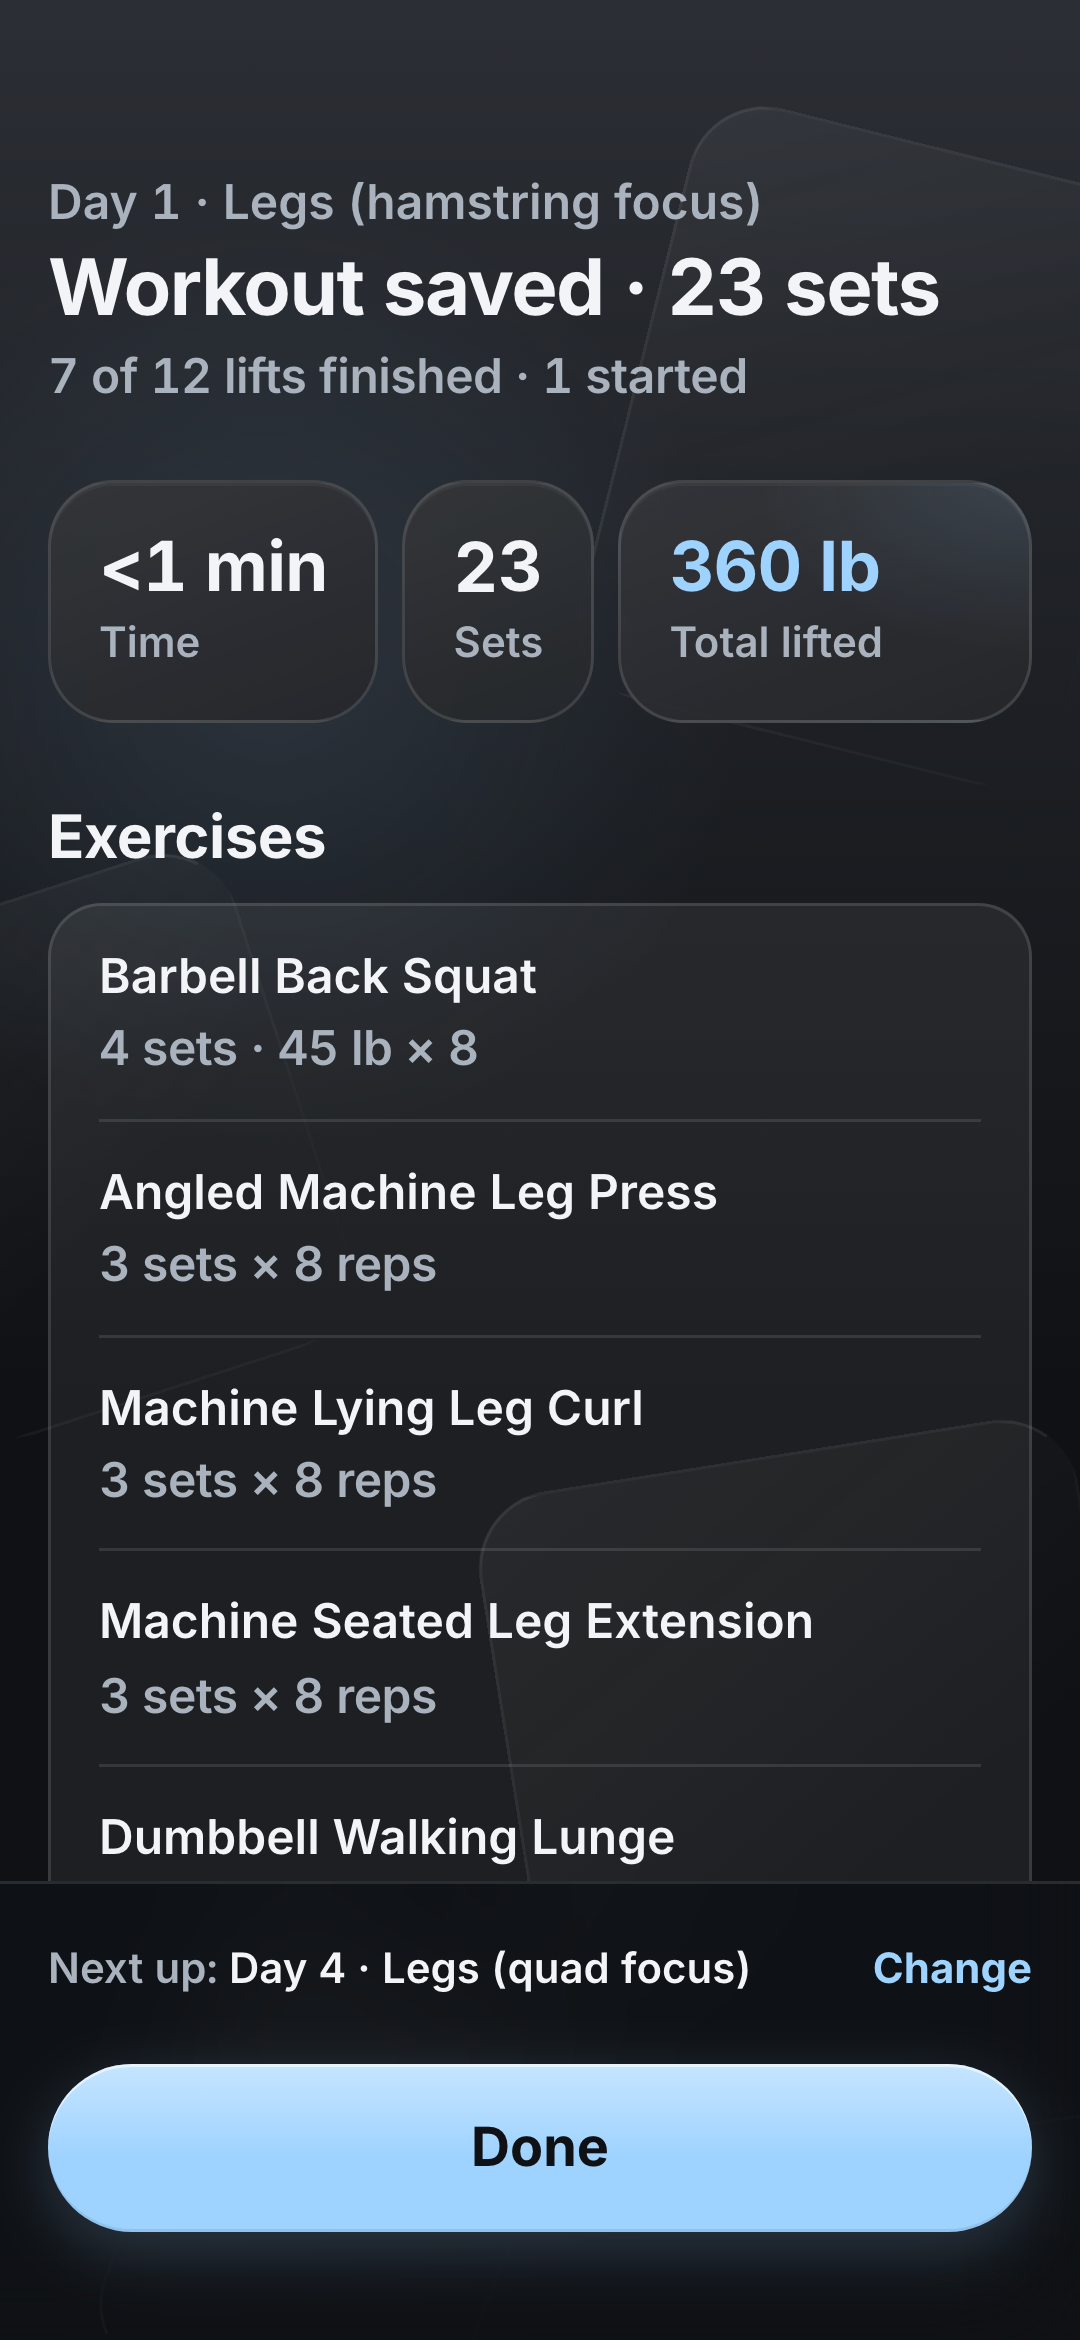 Day 1 · Legs (hamstring focus)
Workout saved · 23 sets
7 of 12 lifts finished · 1 started
<1 min
Time
23
Sets
360 lb
Total lifted
Exercises
Barbell Back Squat
4 sets · 45 lb × 8
Angled Machine Leg Press
3 sets × 8 reps
Machine Lying Leg Curl
3 sets × 8 reps
Machine Seated Leg Extension
3 sets × 8 reps
Dumbbell Walking Lunge
Next up: Day 4 · Legs (quad focus)
Change
Done